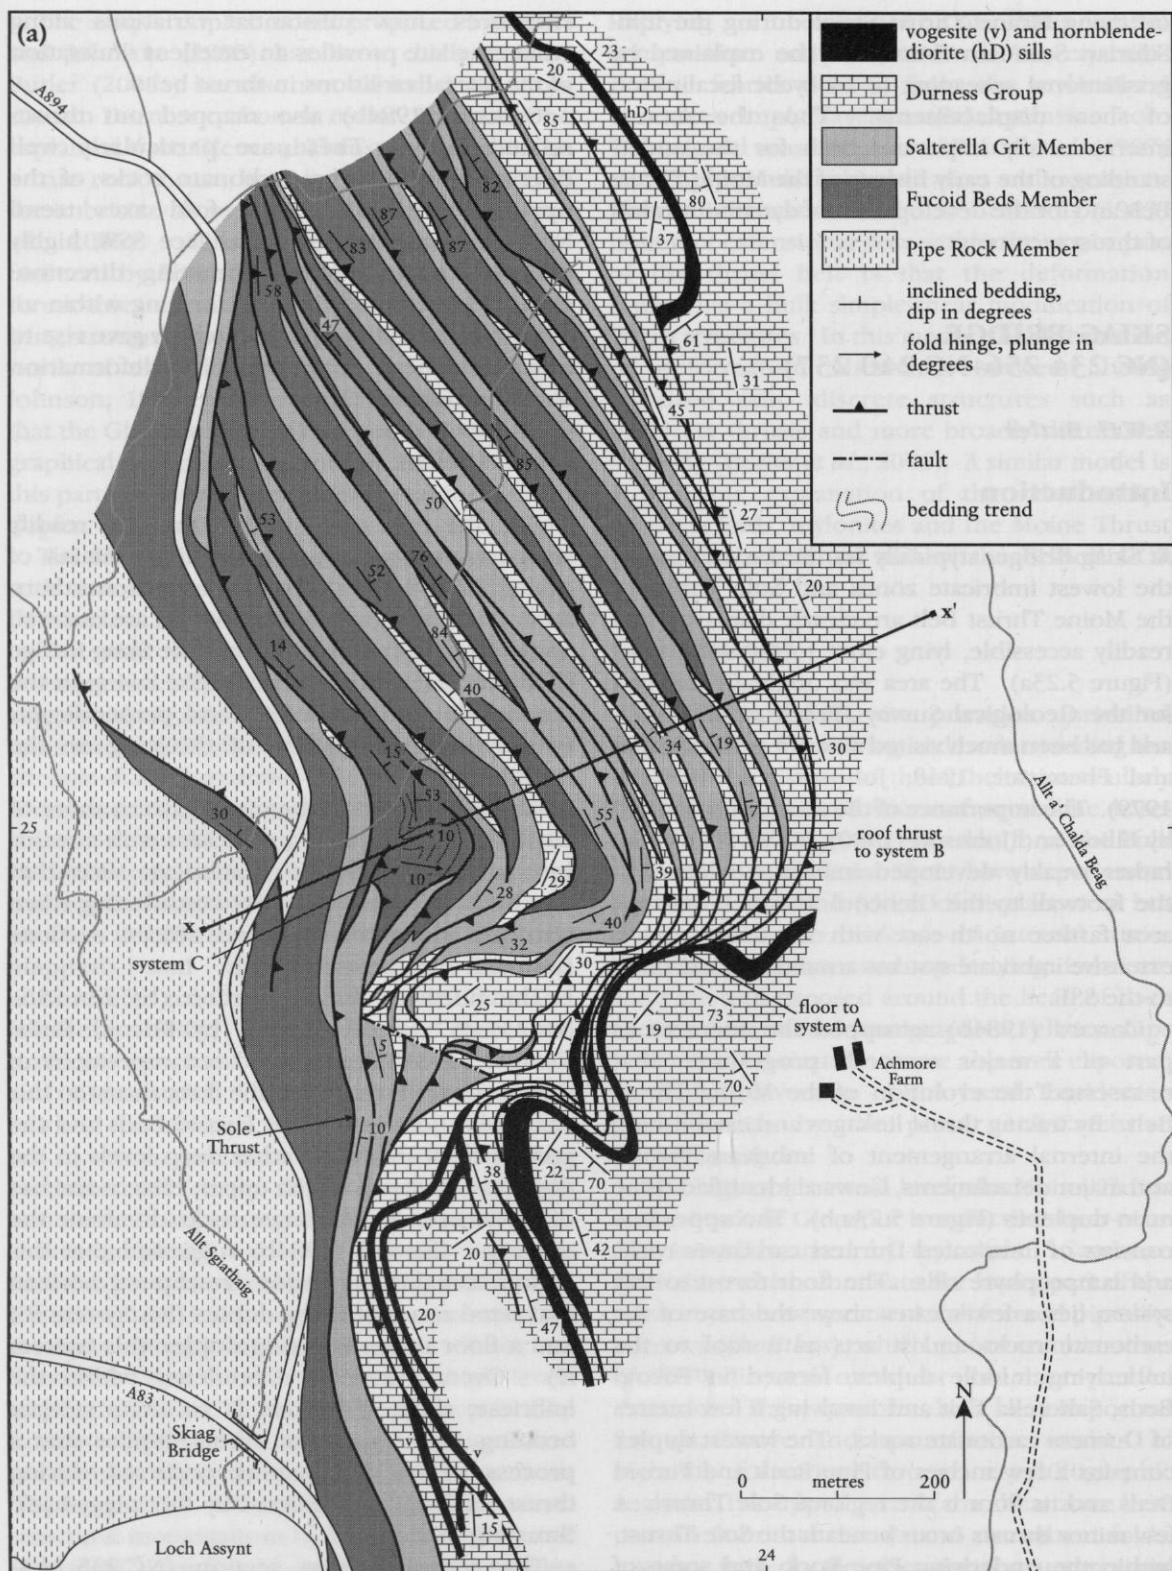 (a)
vogesite (v) and hornblende-
diorite (hD) sills
Durness Group
Salterella Grit Member
Fucoid Beds Member
Pipe Rock Member
inclined bedding,
dip in degrees
fold hinge, plunge in
degrees
thrust
fault
bedding trend
A894
23
20
85
hD
82
80
87
83
87
37
58
47
61
31
45
85
50
27
53
76
52
20
x'
84
14
40
15
34
19
30
53
30
10
55
7
25
Allt a' Chalda Beag
roof thrust
to system B
10
28
29
39
x
32
40
system C
30
25
floor to
system A
19
73
5
Achmore
Farm
70
v
Sole
Thrust
10
38
22
70
20
42
Allt Sgiathaig
20
47
A83
Skiag
Bridge
v
N
0 metres 200
15
Loch Assynt
24